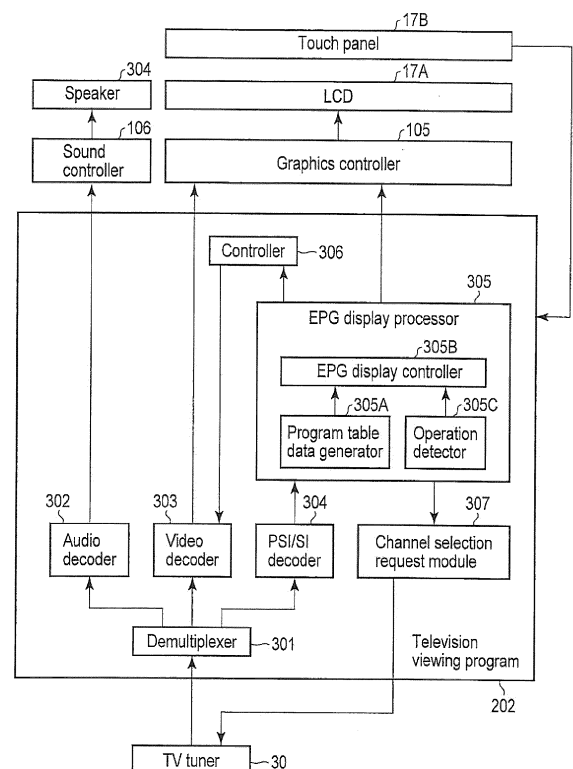 17B
Touch panel
304
17A
Speaker
LCD
106
105
Sound
controller
Graphics controller
Controller
306
305
EPG display processor
305B
EPG display controller
305A
305C
Program table
data generator
Operation
detector
302
303
304
307
Audio
decoder
Video
decoder
PSI/SI
decoder
Channel selection
request module
Demultiplexer
301
Television
viewing program
202
TV tuner
30